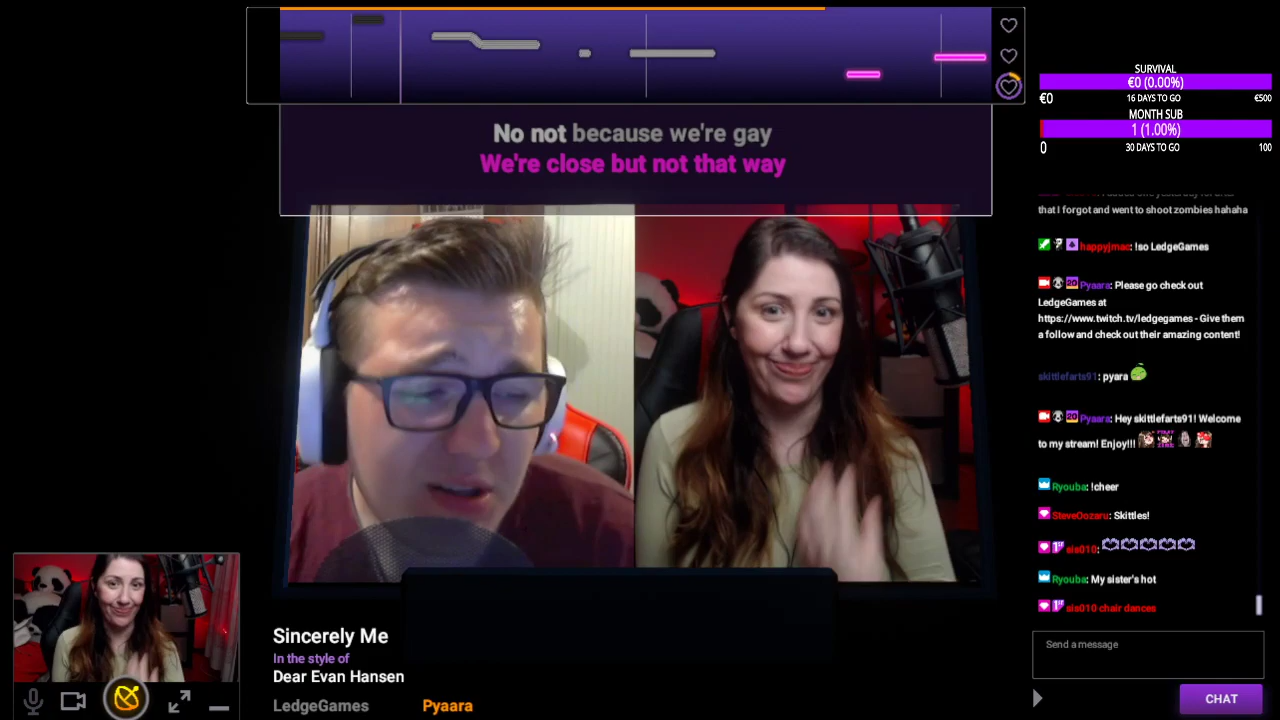 No not because we're gay
We're close but not that way
SURVIVAL
€0 (0.00%)
€0 16 DAYS TO GO €500
MONTH SUB
1 (1.00%)
0 30 DAYS TO GO 100
that I forgot and went to shoot zombies hahaha
happyjmac: !so LedgeGames
20 Pyaara: Please go check out
LedgeGames at
https://www.twitch.tv/ledgegames - Give them
a follow and check out their amazing content!
skittlefarts91: pyara
20 Pyaara: Hey skittlefarts91! Welcome
to my stream! Enjoy!!!
Ryouba: !cheer
SteveOozaru: Skittles!
sie010:
Ryouba: My sister's hot
sie010 chair dances
Send a message
CHAT
Sincerely Me
In the style of
Dear Evan Hansen
LedgeGames Pyaara